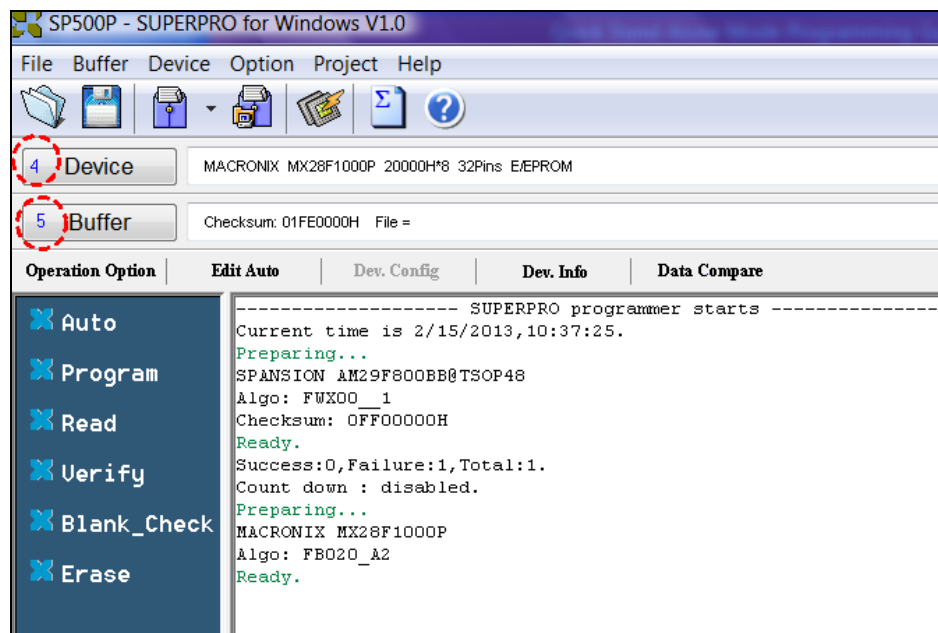 SP500P - SUPERPRO for Windows V1.0
File Buffer Device Option Project Help
Σ ?
4 Device MACRONIX MX28F1000P 20000H*8 32Pins E/EPROM
5 Buffer Checksum: 01FE0000H File =
Operation Option Edit Auto Dev. Config Dev. Info Data Compare
Auto
Program
Read
Verify
Blank_Check
Erase
-------------------- SUPERPRO programmer starts ---------------
Current time is 2/15/2013,10:37:25.
Preparing...
SPANSION AM29F800BB@TSOP48
Algo: FWX00__1
Checksum: 0FF00000H
Ready.
Success:0,Failure:1,Total:1.
Count down : disabled.
Preparing...
MACRONIX MX28F1000P
Algo: FB020_A2
Ready.